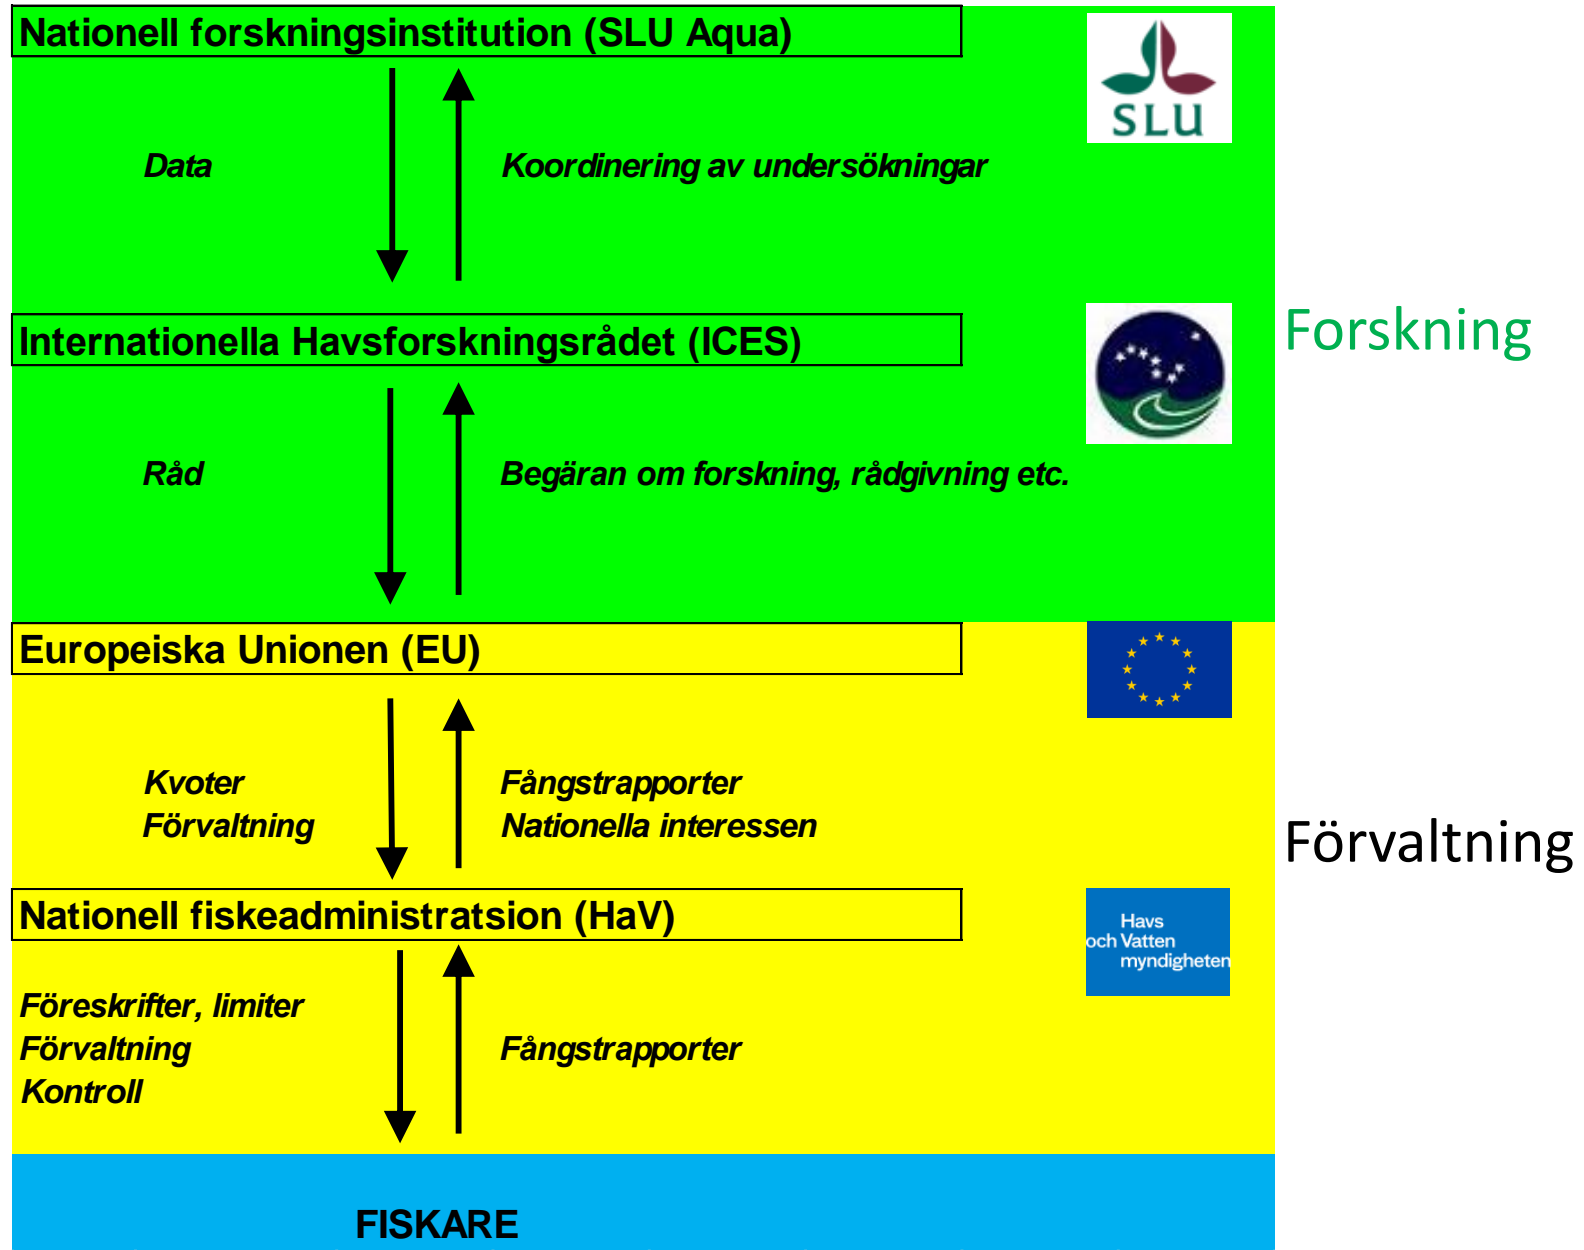 Nationell forskningsinstitution (SLU Aqua)
SLU
Data
Koordinering av undersökningar
Internationella Havsforskningsrådet (ICES)
Forskning
Råd
Begäran om forskning, rådgivning etc.
Europeiska Unionen (EU)
Kvoter
Förvaltning
Fångstrapporter
Nationella interessen
Förvaltning
Nationell fiskeadministratsion (HaV)
Havs
och Vatten
myndigheten
Föreskrifter, limiter
Förvaltning
Kontroll
Fångstrapporter
FISKARE